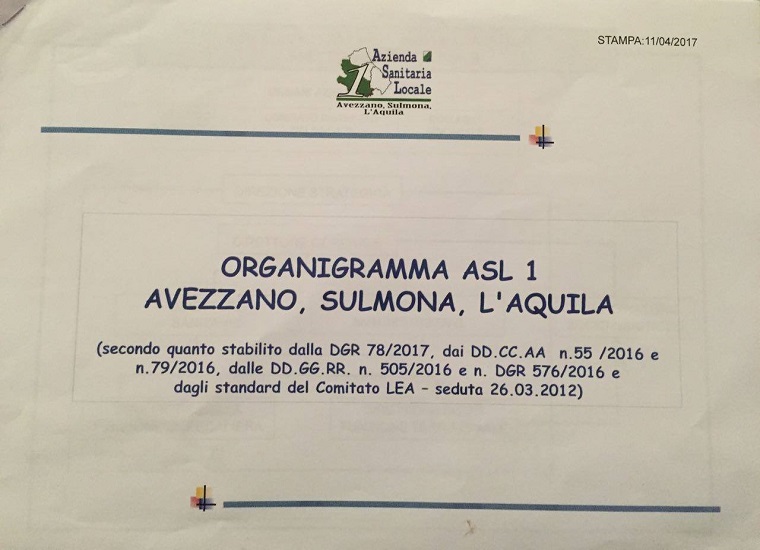 STAMPA:11/04/2017
Azienda
Sanitaria
1 Locale
Avezzano, Sulmona,
L'Aquila
ORGANIGRAMMA ASL 1
AVEZZANO, SULMONA, L'AQUILA
(secondo quanto stabilito dalla DGR 78/2017, dai DD.CC.AA n.55 /2016 e
n.79/2016, dalle DD.GG.RR. n. 505/2016 e n. DGR 576/2016 e
dagli standard del Comitato LEA - seduta 26.03.2012)